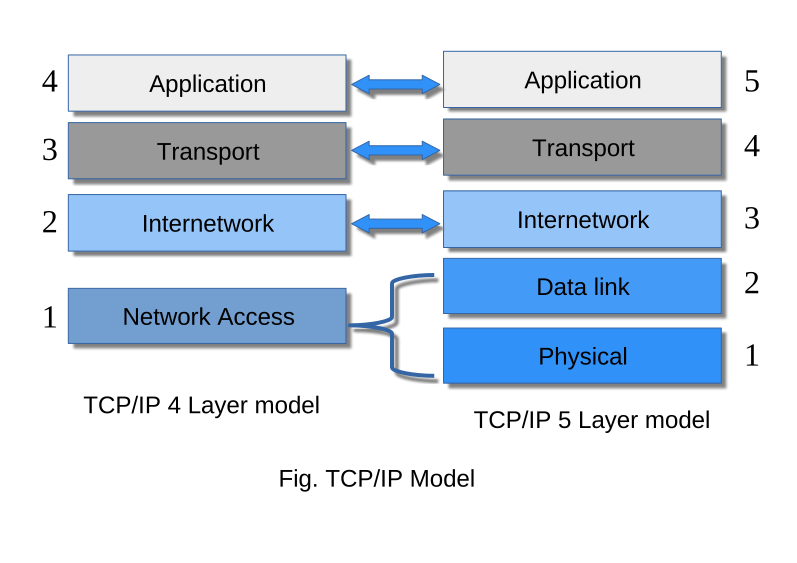 4 Application Application 5
3 Transport Transport 4
2 Internetwork Internetwork 3
Data link 2
1 Network Access
Physical 1
TCP/IP 4 Layer model
TCP/IP 5 Layer model
Fig. TCP/IP Model